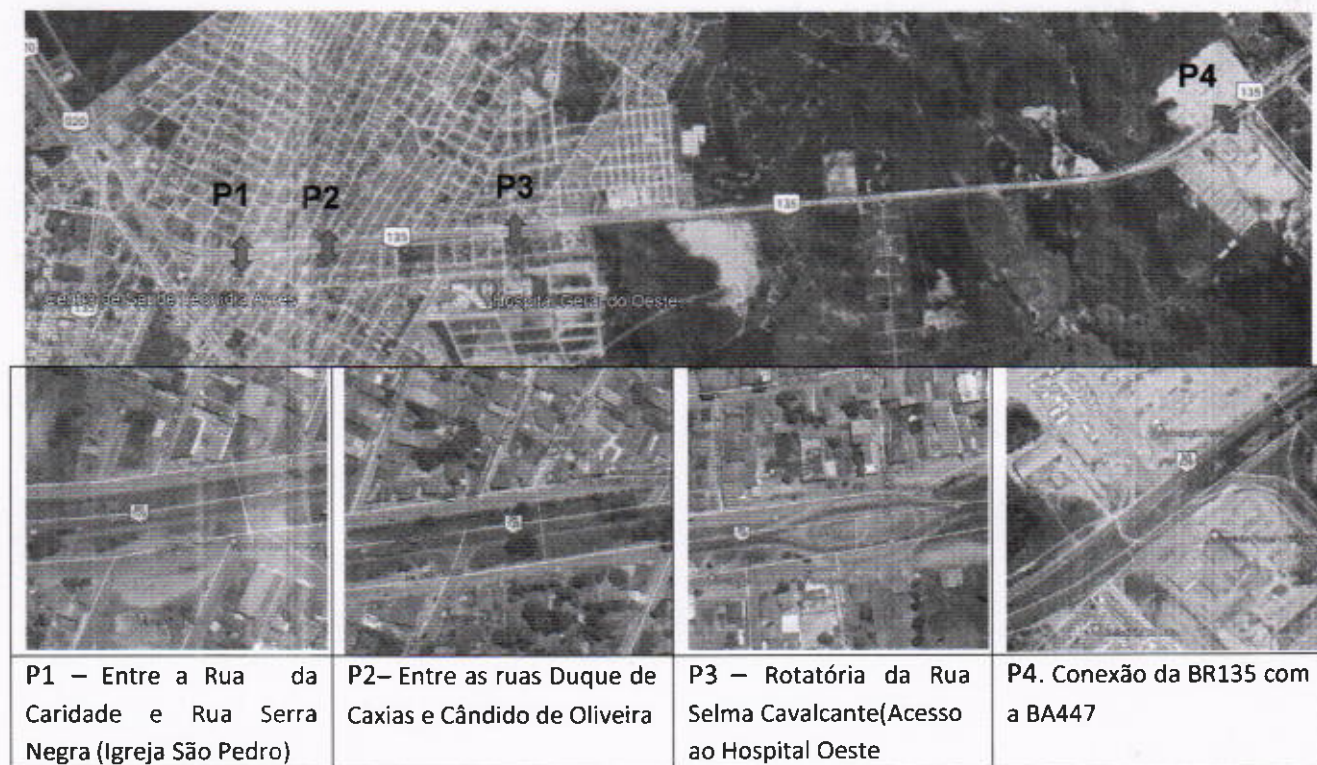 020
P1
P2
P3
P4
135
135
135
Hospital Geral do Oeste
P1 – Entre a Rua da
Caridade e Rua Serra
Negra (Igreja São Pedro)
P2– Entre as ruas Duque de
Caxias e Cândido de Oliveira
P3 – Rotatória da Rua
Selma Cavalcante(Acesso
ao Hospital Oeste
P4. Conexão da BR135 com
a BA447